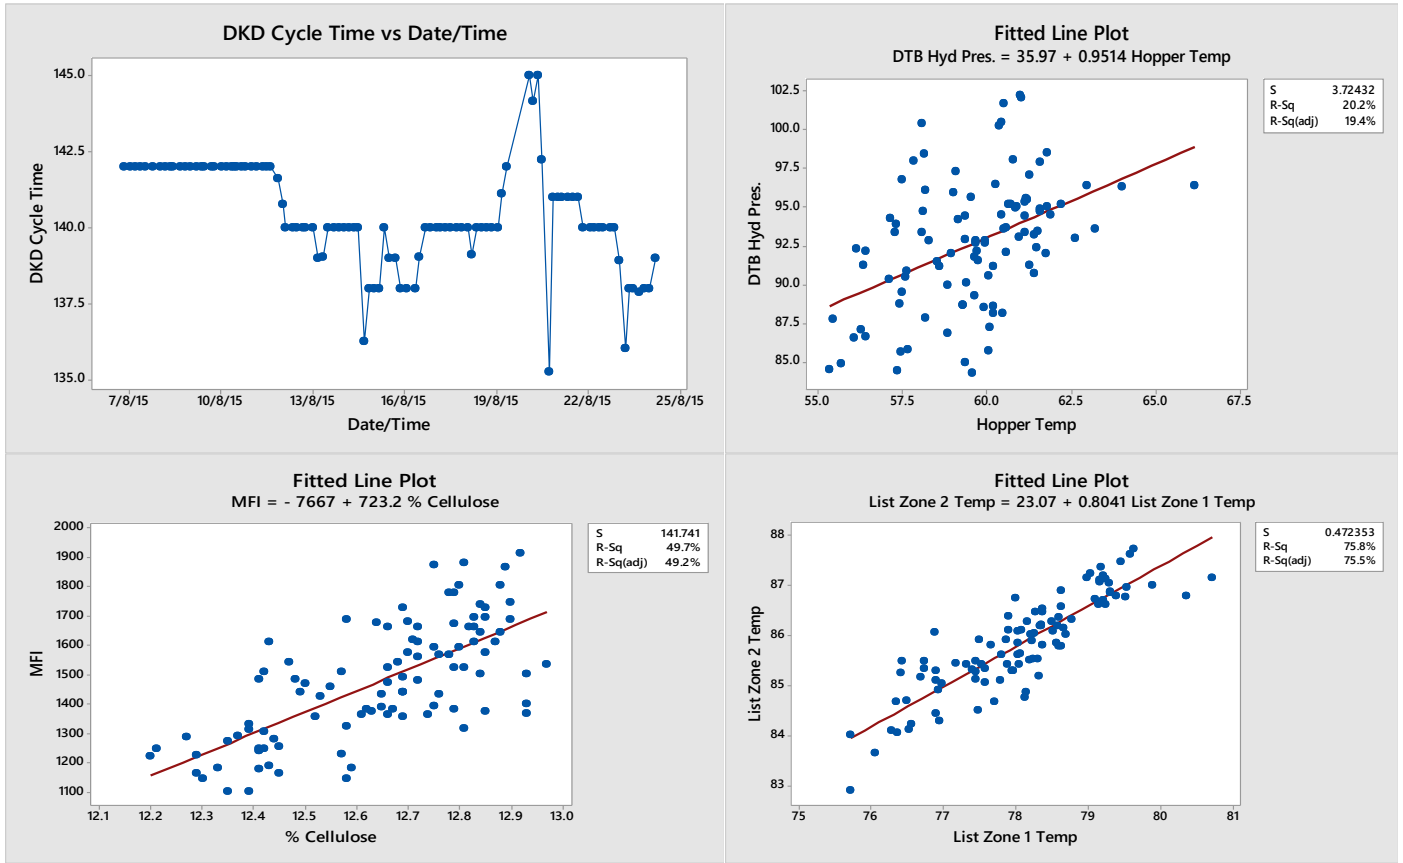 DKD Cycle Time vs Date/Time
145.0
142.5
140.0
137.5
135.0
DKD Cycle Time
7/8/15 10/8/15 13/8/15 16/8/15 19/8/15 22/8/15 25/8/15
Date/Time
Fitted Line Plot
DTB Hyd Pres. = 35.97 + 0.9514 Hopper Temp
S 3.72432
R-Sq 20.2%
R-Sq(adj) 19.4%
102.5
100.0
97.5
95.0
92.5
90.0
87.5
85.0
DTB Hyd Pres.
55.0 57.5 60.0 62.5 65.0 67.5
Hopper Temp
Fitted Line Plot
MFI = - 7667 + 723.2 % Cellulose
S 141.741
R-Sq 49.7%
R-Sq(adj) 49.2%
2000
1900
1800
1700
1600
1500
1400
1300
1200
1100
MFI
12.1 12.2 12.3 12.4 12.5 12.6 12.7 12.8 12.9 13.0
% Cellulose
Fitted Line Plot
List Zone 2 Temp = 23.07 + 0.8041 List Zone 1 Temp
S 0.472353
R-Sq 75.8%
R-Sq(adj) 75.5%
88
87
86
85
84
83
List Zone 2 Temp
75 76 77 78 79 80 81
List Zone 1 Temp